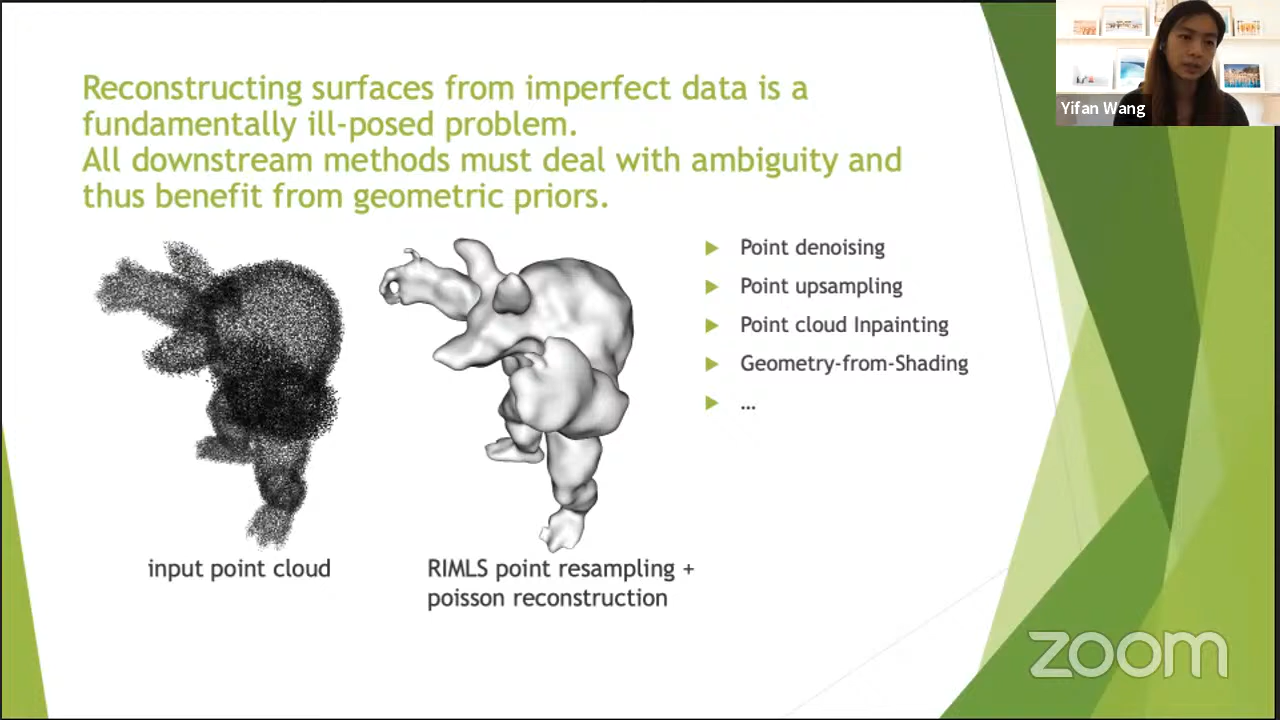 Reconstructing surfaces from imperfect data is a
fundamentally ill-posed problem.
All downstream methods must deal with ambiguity and
thus benefit from geometric priors.
Yifan Wang
Point denoising
Point upsampling
Point cloud Inpainting
Geometry-from-Shading
...
input point cloud
RIMLS point resampling +
poisson reconstruction
zoom